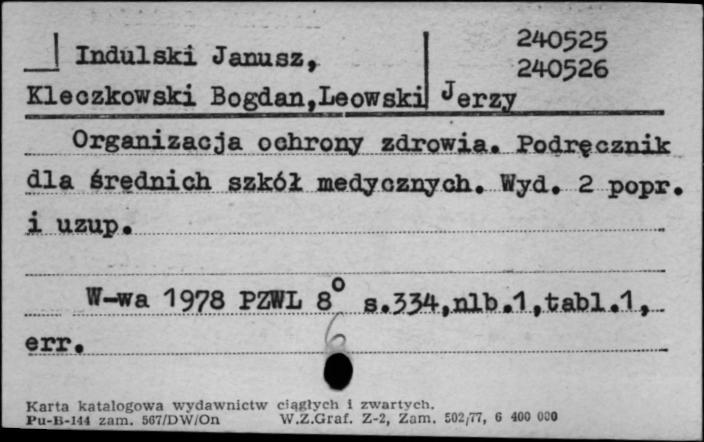 240525
Indulski Janusz,
240526
Kleczkowski Bogdan,Leowski Jerzy
Organizacja ochrony zdrowia. Podręcznik
dla średnich szkół medycznych. Wyd. 2 popr.
i uzup.
W-wa 1978 PZWL 8° s.334,nlb.1,tabl.1,
err.
6
Karta katalogowa wydawnictw ciągłych i zwartych.
Pu-B-144 zam. 567/DW/On W.Z.Graf. Z-2, Zam. 502/77, 6 400 000